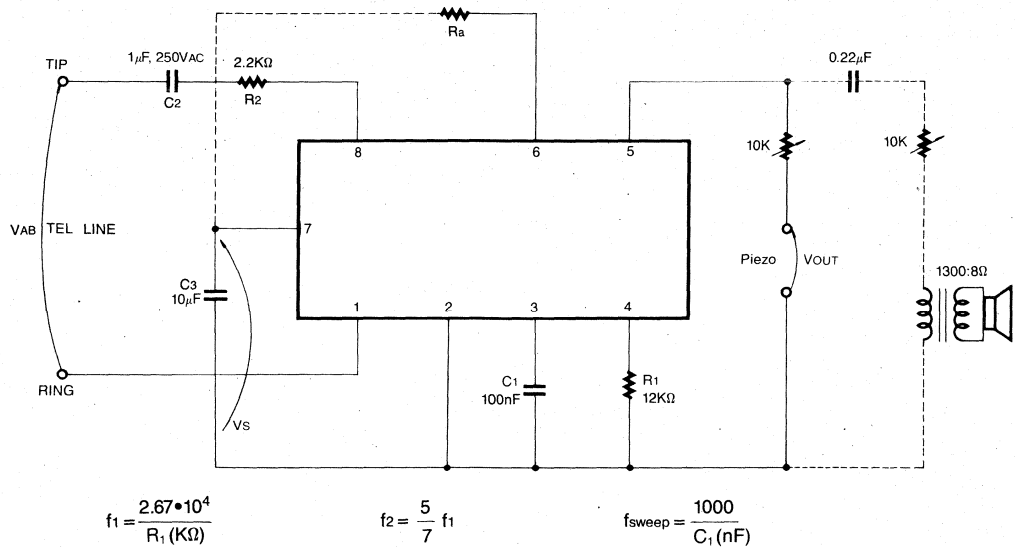 Ra
1μF, 250VAC
TIP
C2
2.2KΩ
R2
0.22μF
8
6
5
10K
10K
VAB TEL LINE
7
Piezo
VOUT
C3
10μF
1300:8Ω
1
2
3
4
RING
C1
100nF
R1
12KΩ
VS
f1 = 2.67•10⁴ / R1 (KΩ)
f2 = 5 / 7 f1
fsweep = 1000 / C1 (nF)